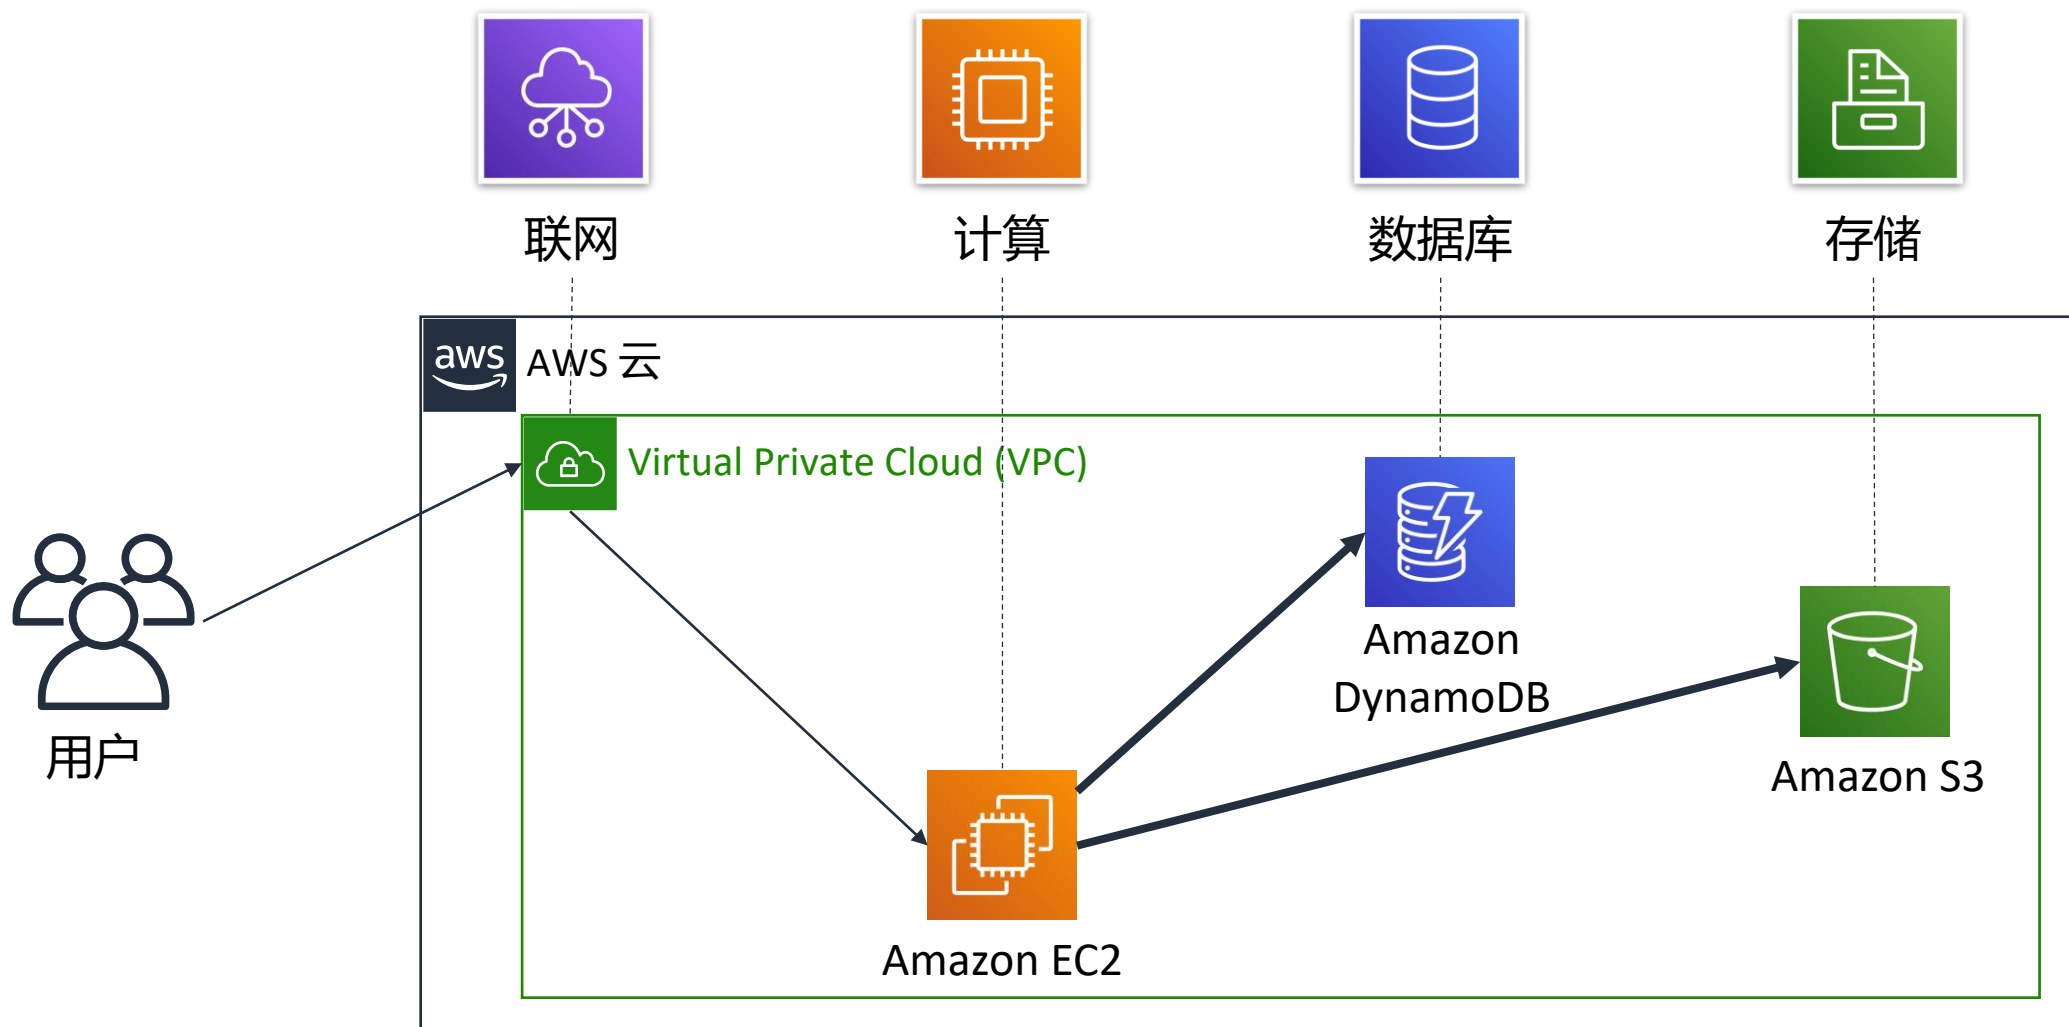 联网
计算
数据库
存储
aws
AWS 云
Virtual Private Cloud (VPC)
用户
Amazon
DynamoDB
Amazon S3
Amazon EC2